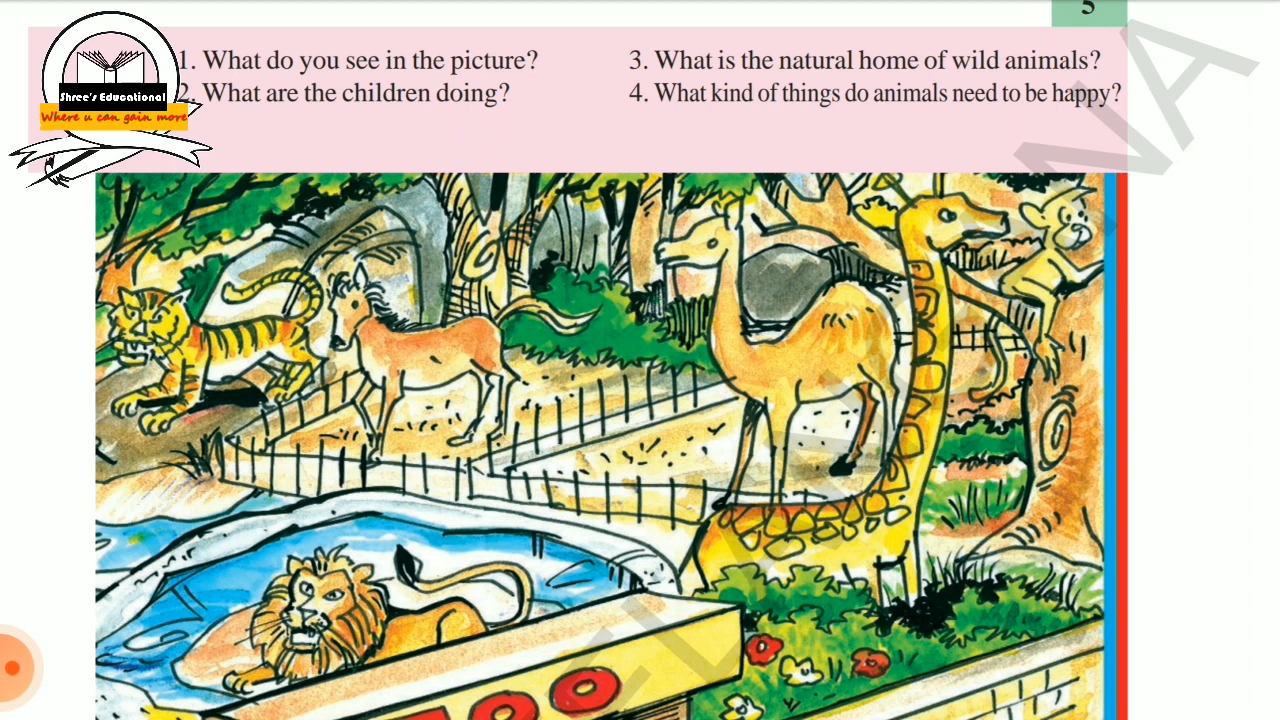 5
1. What do you see in the picture?
2. What are the children doing?
3. What is the natural home of wild animals?
4. What kind of things do animals need to be happy?
Shree's Educational
Where u can gain more
ZOO